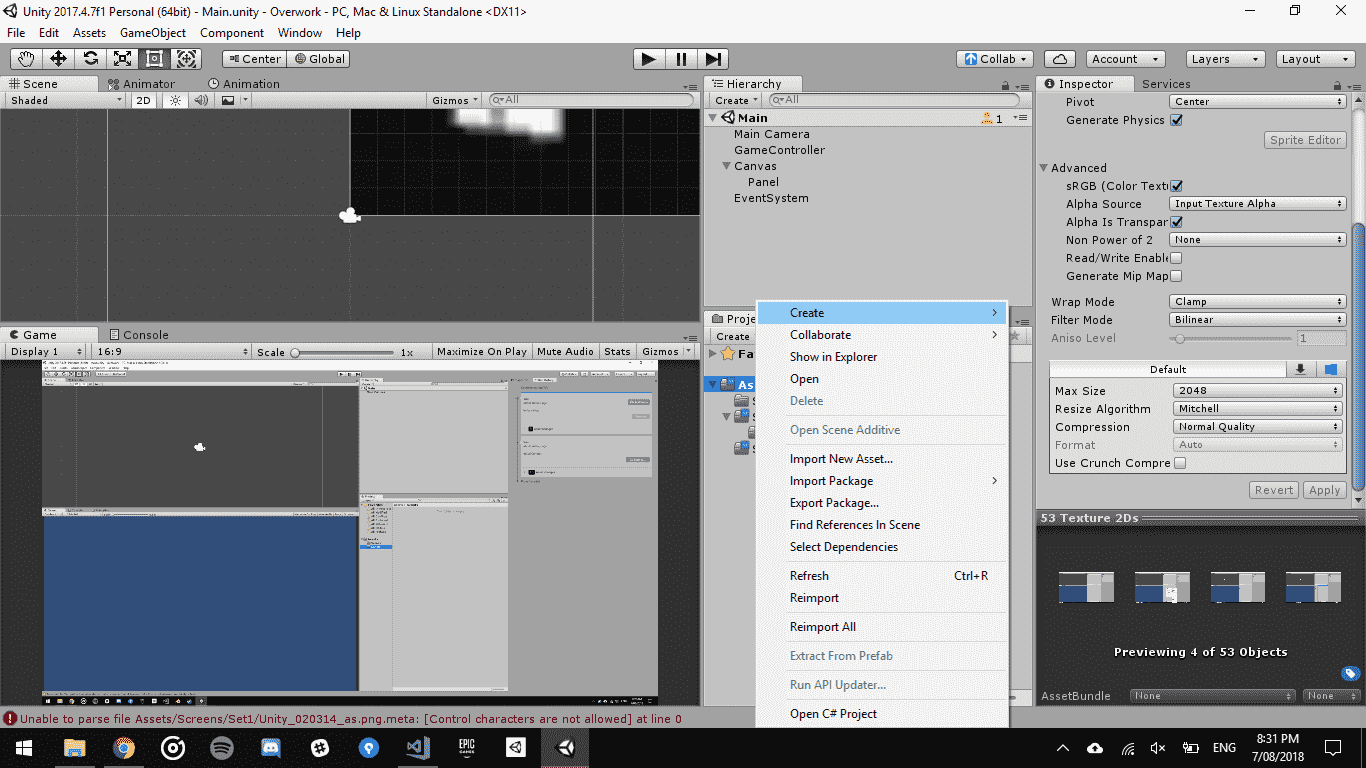 Unity 2017.4.7f1 Personal (64bit) - Main.unity - Overwork - PC, Mac & Linux Standalone <DX11>
File Edit Assets GameObject Component Window Help
Center Global Collab Account Layers Layout
Scene Animator Animation
Shaded 2D Gizmos All
Hierarchy
Create All
Main 1
Main Camera
GameController
Canvas
Panel
EventSystem
Inspector Services
Pivot Center
Generate Physics
Sprite Editor
Advanced
sRGB (Color Textu
Alpha Source Input Texture Alpha
Alpha Is Transpar
Non Power of 2 None
Read/Write Enable
Generate Mip Map
Wrap Mode Clamp
Filter Mode Bilinear
Aniso Level 1
Default
Max Size 2048
Resize Algorithm Mitchell
Compression Normal Quality
Format Auto
Use Crunch Compre
Revert Apply
53 Texture 2Ds
Previewing 4 of 53 Objects
AssetBundle None None
Game Console
Display 1 16:9 Scale 1x Maximize On Play Mute Audio Stats Gizmos
Proje
Create
Fa
As
S
S
Create
Collaborate
Show in Explorer
Open
Delete
Open Scene Additive
Import New Asset...
Import Package
Export Package...
Find References In Scene
Select Dependencies
Refresh Ctrl+R
Reimport
Reimport All
Extract From Prefab
Run API Updater...
Open C# Project
Unable to parse file Assets/Screens/Set1/Unity_020314_as.png.meta: [Control characters are not allowed] at line 0
EPIC
GAMES
ENG
8:31 PM
7/08/2018